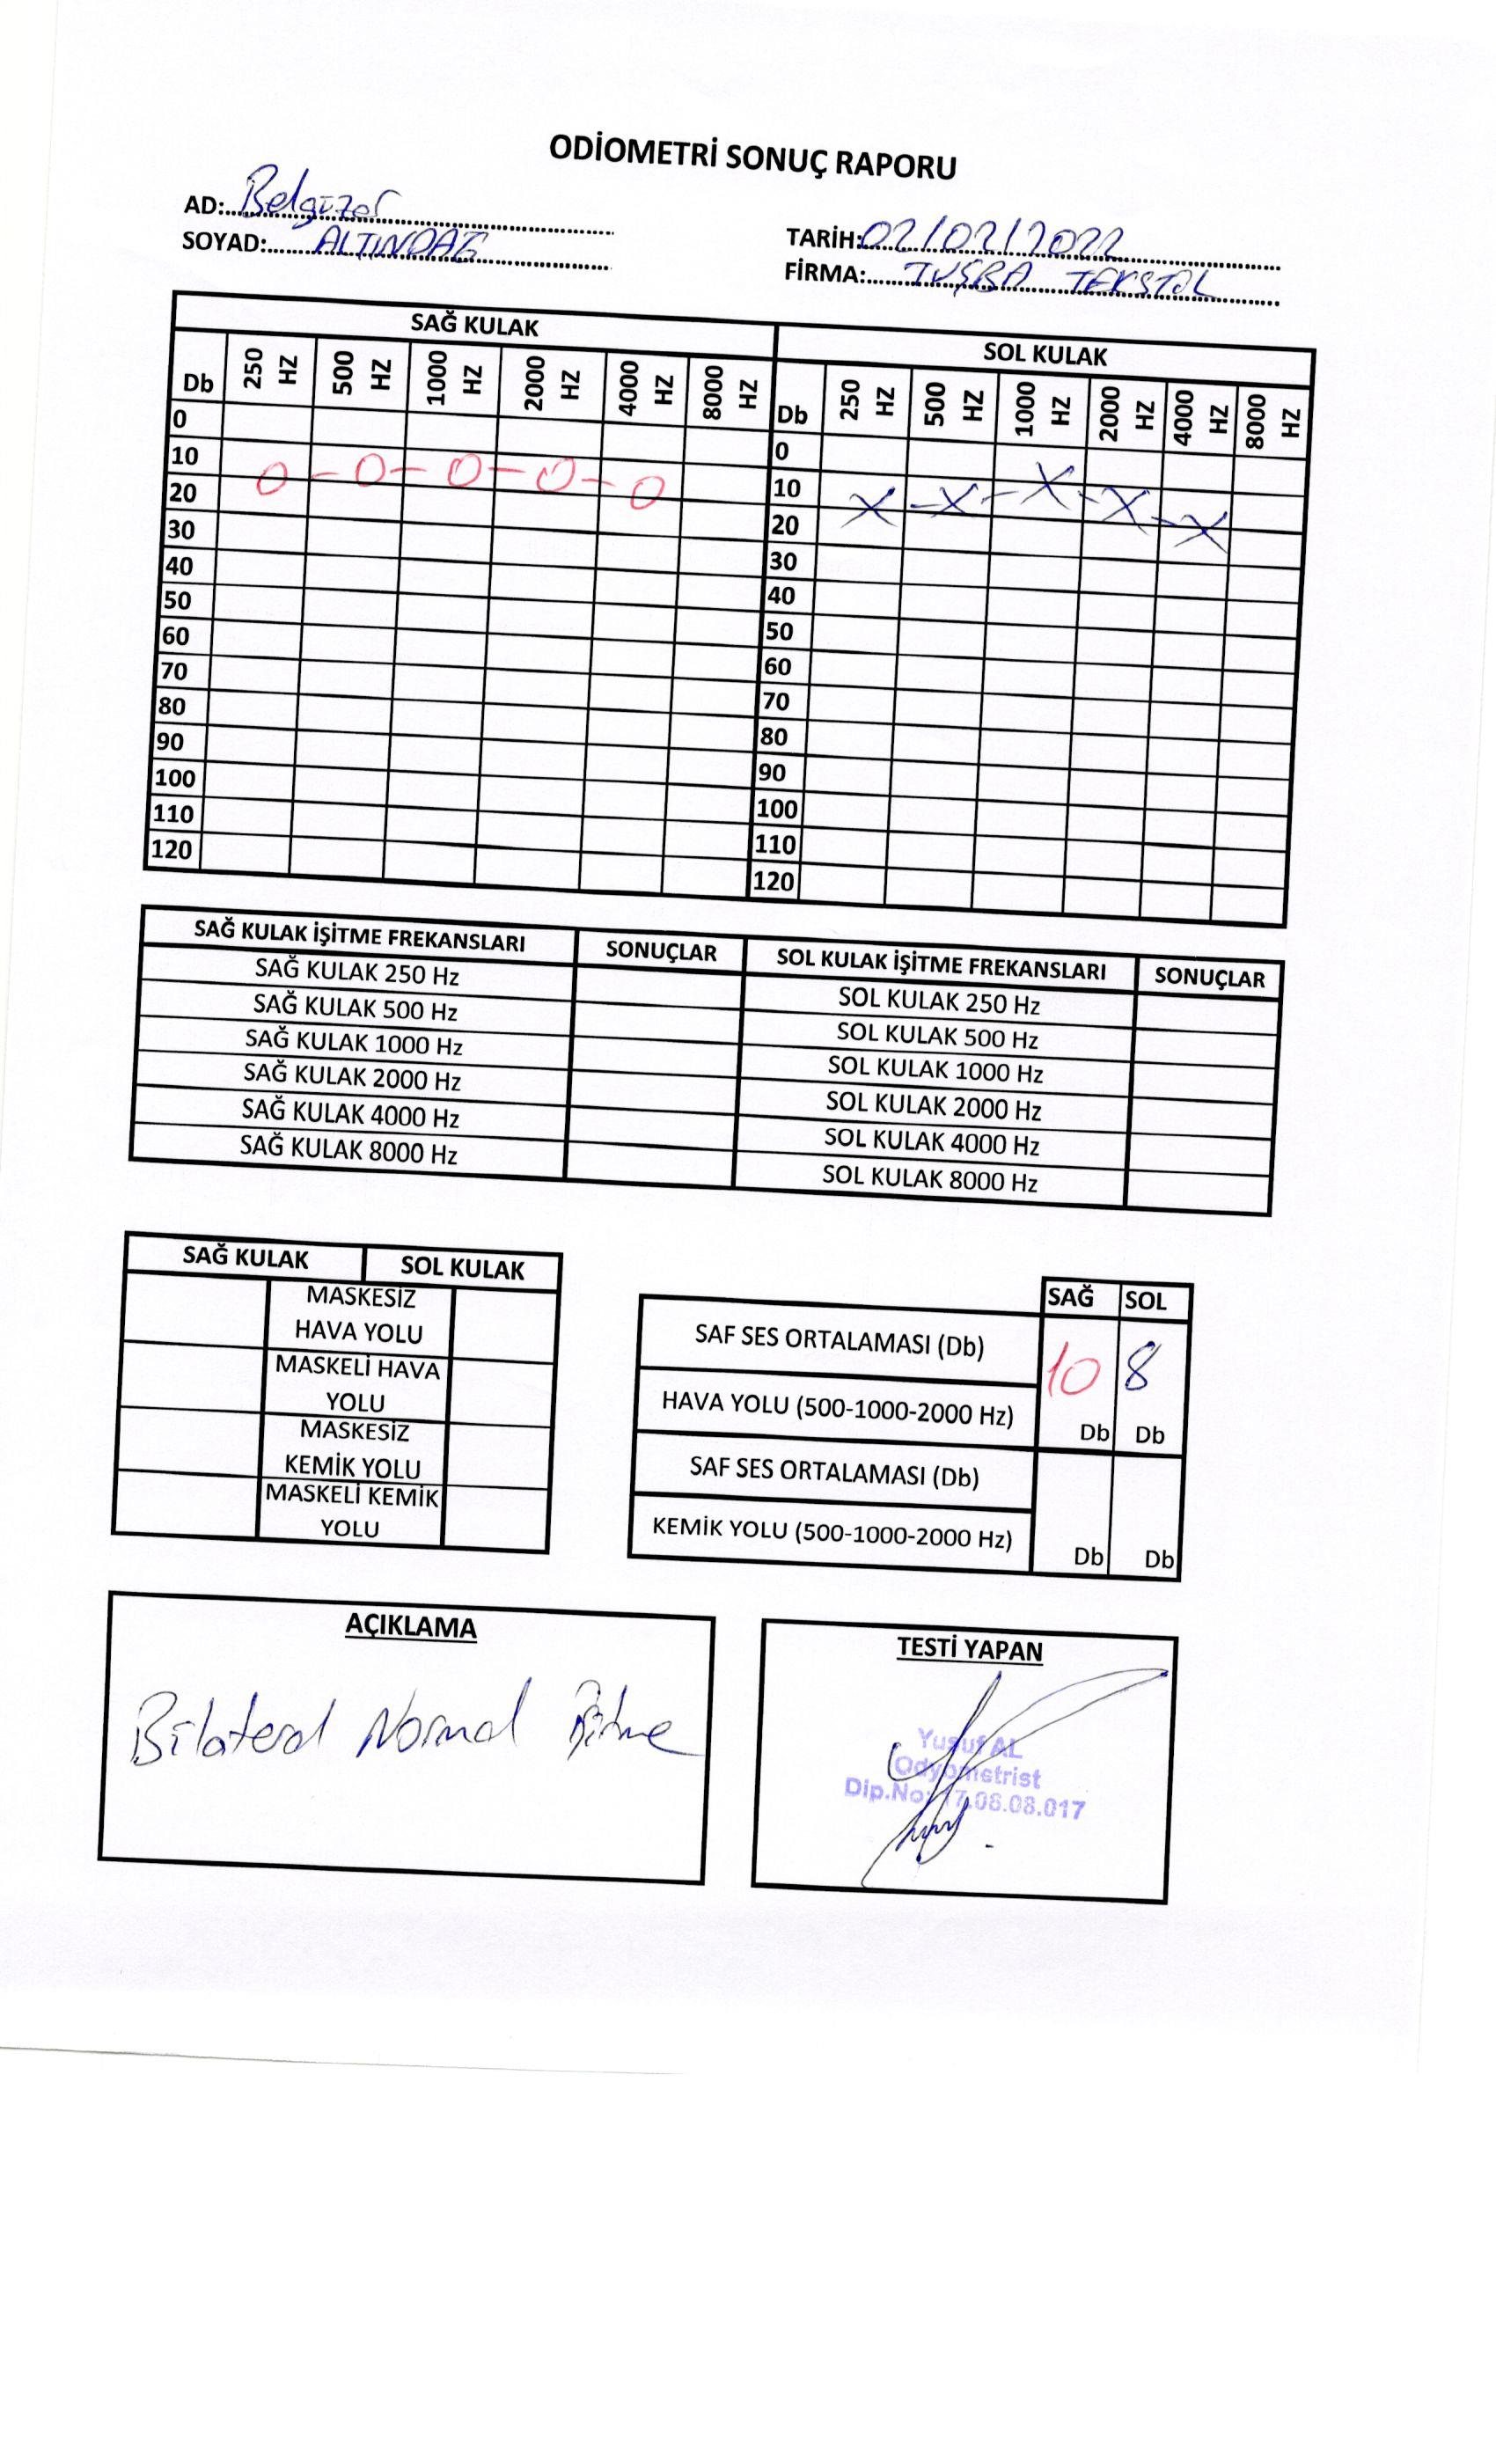 ODİOMETRİ SONUÇ RAPORU
AD: Belgüzar
SOYAD: ALTINDAĞ
TARİH: 02/02/2022
FİRMA: TUŞBA TEKSTİL
SAĞ KULAK SOL KULAK
Db 250 HZ 500 HZ 1000 HZ 2000 HZ 4000 HZ 8000 HZ Db 250 HZ 500 HZ 1000 HZ 2000 HZ 4000 HZ 8000 HZ
0 0
10 10
20 20
30 30
40 40
50 50
60 60
70 70
80 80
90 90
100 100
110 110
120 120
SAĞ KULAK İŞİTME FREKANSLARI SONUÇLAR SOL KULAK İŞİTME FREKANSLARI SONUÇLAR
SAĞ KULAK 250 Hz SOL KULAK 250 Hz
SAĞ KULAK 500 Hz SOL KULAK 500 Hz
SAĞ KULAK 1000 Hz SOL KULAK 1000 Hz
SAĞ KULAK 2000 Hz SOL KULAK 2000 Hz
SAĞ KULAK 4000 Hz SOL KULAK 4000 Hz
SAĞ KULAK 8000 Hz SOL KULAK 8000 Hz
SAĞ KULAK SOL KULAK
MASKESİZ
HAVA YOLU
MASKELİ HAVA
YOLU
MASKESİZ
KEMİK YOLU
MASKELİ KEMİK
YOLU
SAĞ SOL
SAF SES ORTALAMASI (Db) 10 8
HAVA YOLU (500-1000-2000 Hz) Db Db
SAF SES ORTALAMASI (Db)
KEMİK YOLU (500-1000-2000 Hz) Db Db
AÇIKLAMA
Bilateral Normal İşitme
TESTİ YAPAN
Yusuf AL
Odyometrist
Dip.No: 17.08.08.017